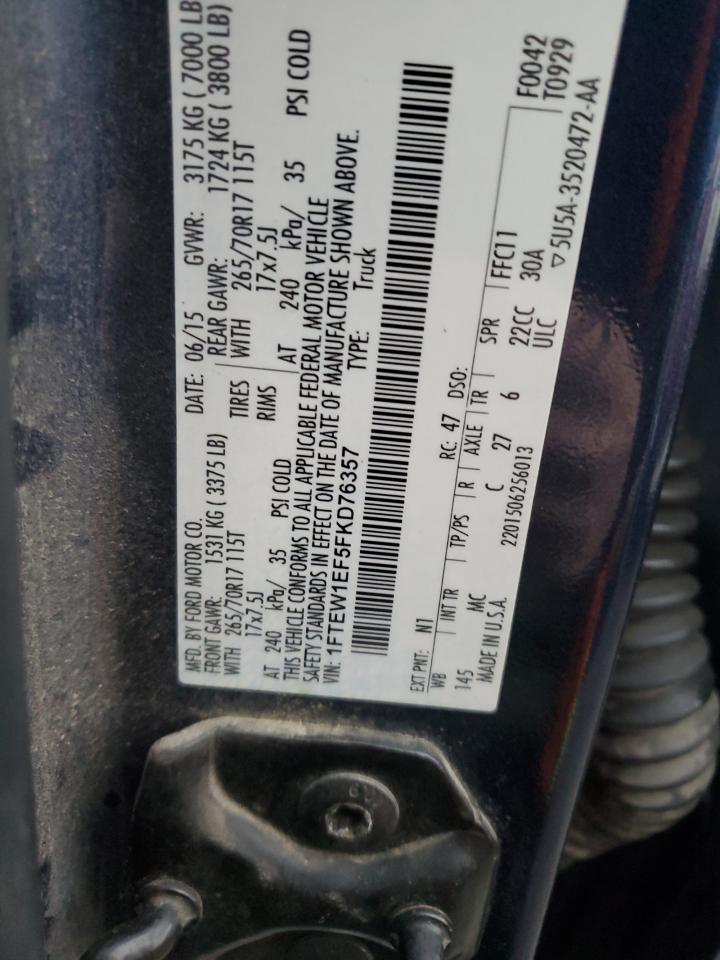 MFD. BY FORD MOTOR CO. DATE: 06/15 GVWR: 3175 KG ( 7000 LB
FRONT GAWR: 1531 KG ( 3375 LB) REAR GAWR: 1724 KG ( 3800 LB)
WITH 265/70R17 115T TIRES WITH 265/70R17 115T
17x7.5J RIMS 17x7.5J
AT 240 kPa/ 35 PSI COLD AT 240 kPa/ 35 PSI COLD
THIS VEHICLE CONFORMS TO ALL APPLICABLE FEDERAL MOTOR VEHICLE
SAFETY STANDARDS IN EFFECT ON THE DATE OF MANUFACTURE SHOWN ABOVE.
VIN: 1FTEW1EF5FKD76357 TYPE: Truck
EXT PNT: N1 RC: 47 DSO: F0042
T0929
WB INT TR TP/PS R AXLE TR SPR FFC11
145 MC C 27 6 22CC 30A
MADE IN U.S.A. 2201506256013 ULC ▽5U5A-3520472-AA